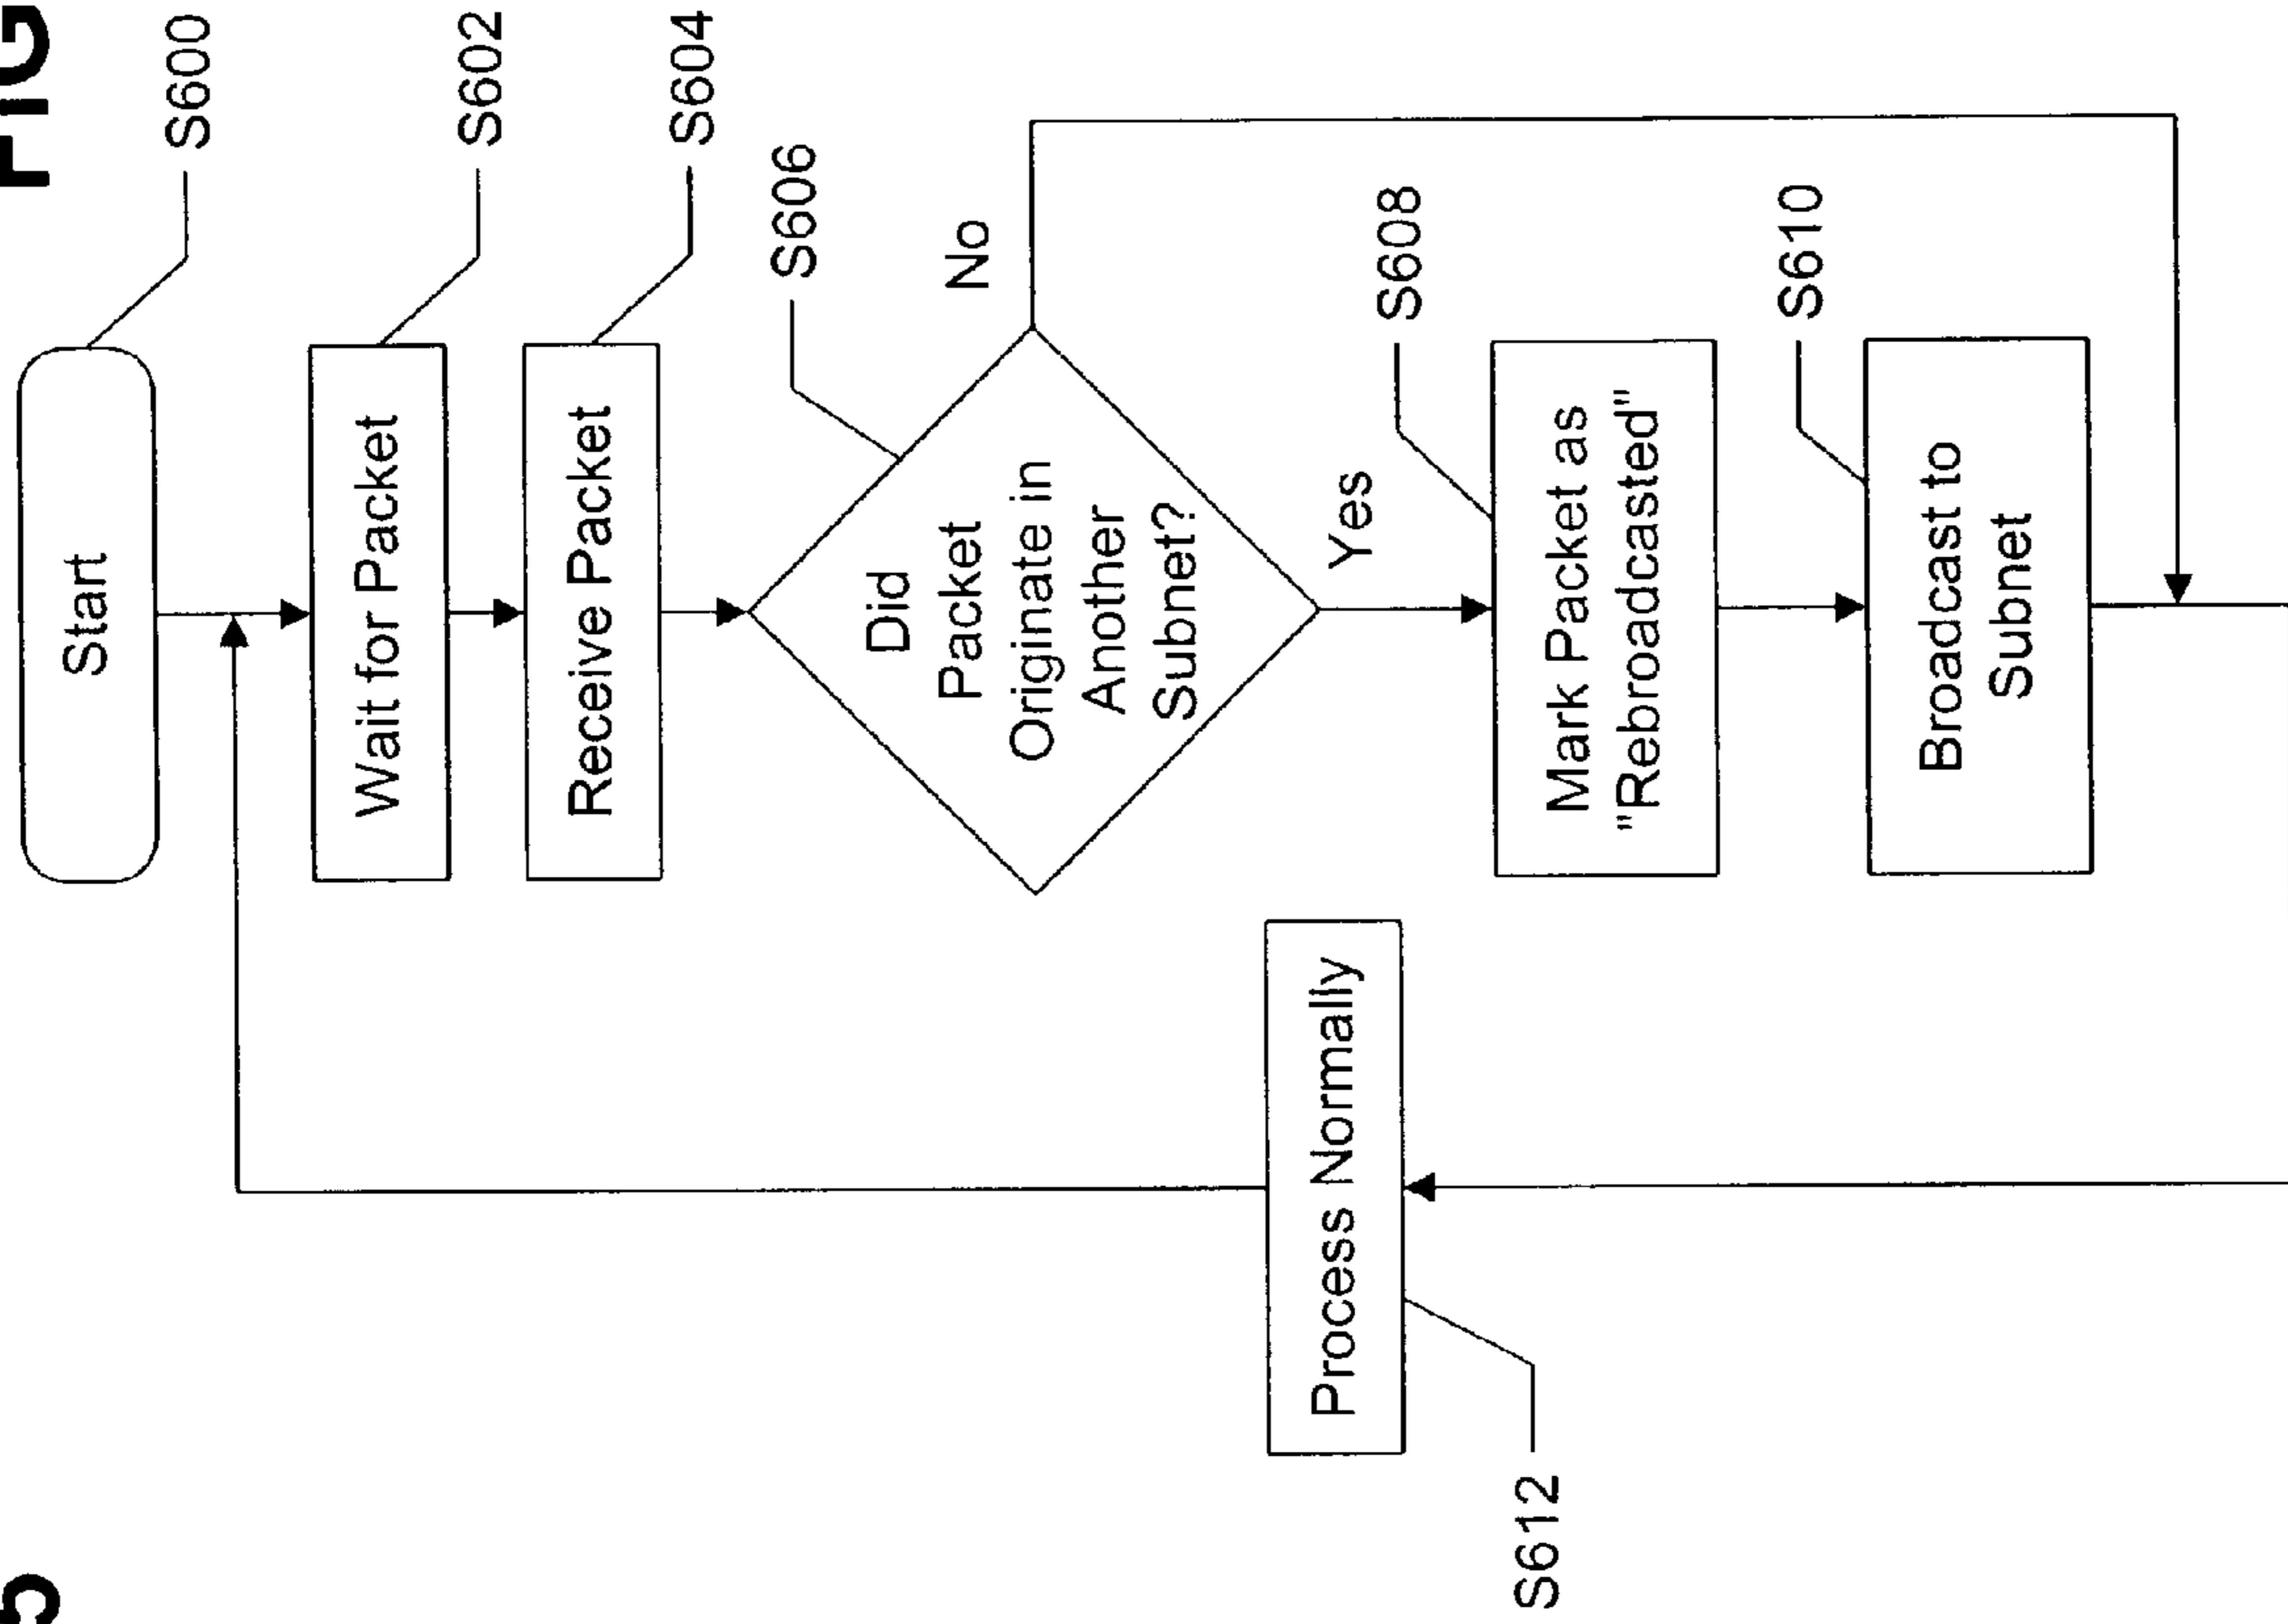 FIG
S600
Start
S602
Wait for Packet
S604
Receive Packet
S606
Did
Packet
Originate in
Another
Subnet?
No
Yes
S608
Mark Packet as
"Rebroadcasted"
S610
Broadcast to
Subnet
Process Normally
S612